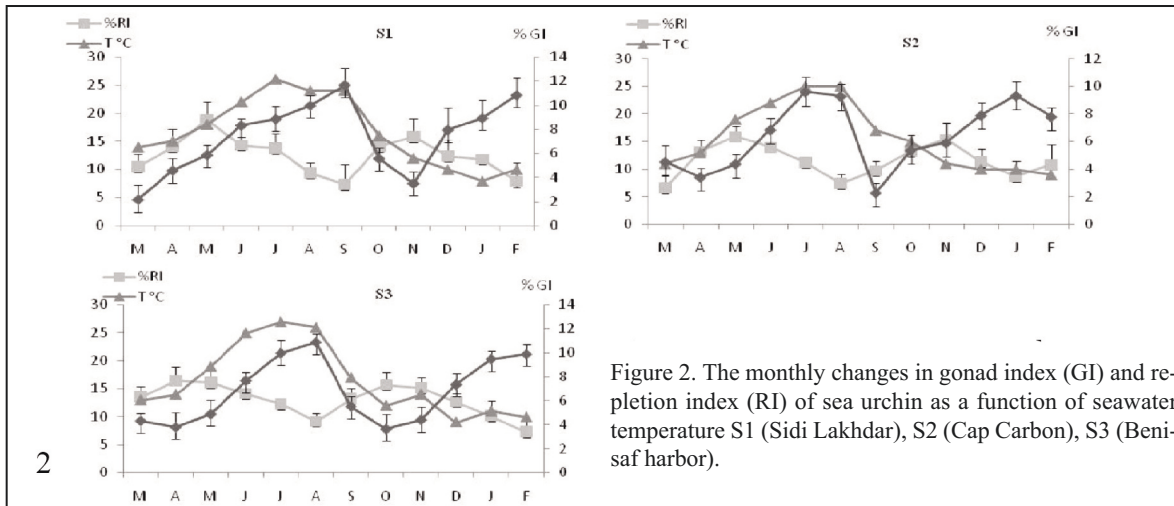 %RI
T °C
S1
% GI
30
25
20
15
10
5
0
14
12
10
8
6
4
2
0
M A M J J A S O N D J F
%RI
T °C
S2
% GI
30
25
20
15
10
5
0
12
10
8
6
4
2
0
M A M J J A S O N D J F
%RI
T °C
S3
% GI
30
25
20
15
10
5
0
14
12
10
8
6
4
2
0
M A M J J A S O N D J F
2
Figure 2. The monthly changes in gonad index (GI) and re-
pletion index (RI) of sea urchin as a function of seawater
temperature S1 (Sidi Lakhdar), S2 (Cap Carbon), S3 (Beni-
saf harbor).